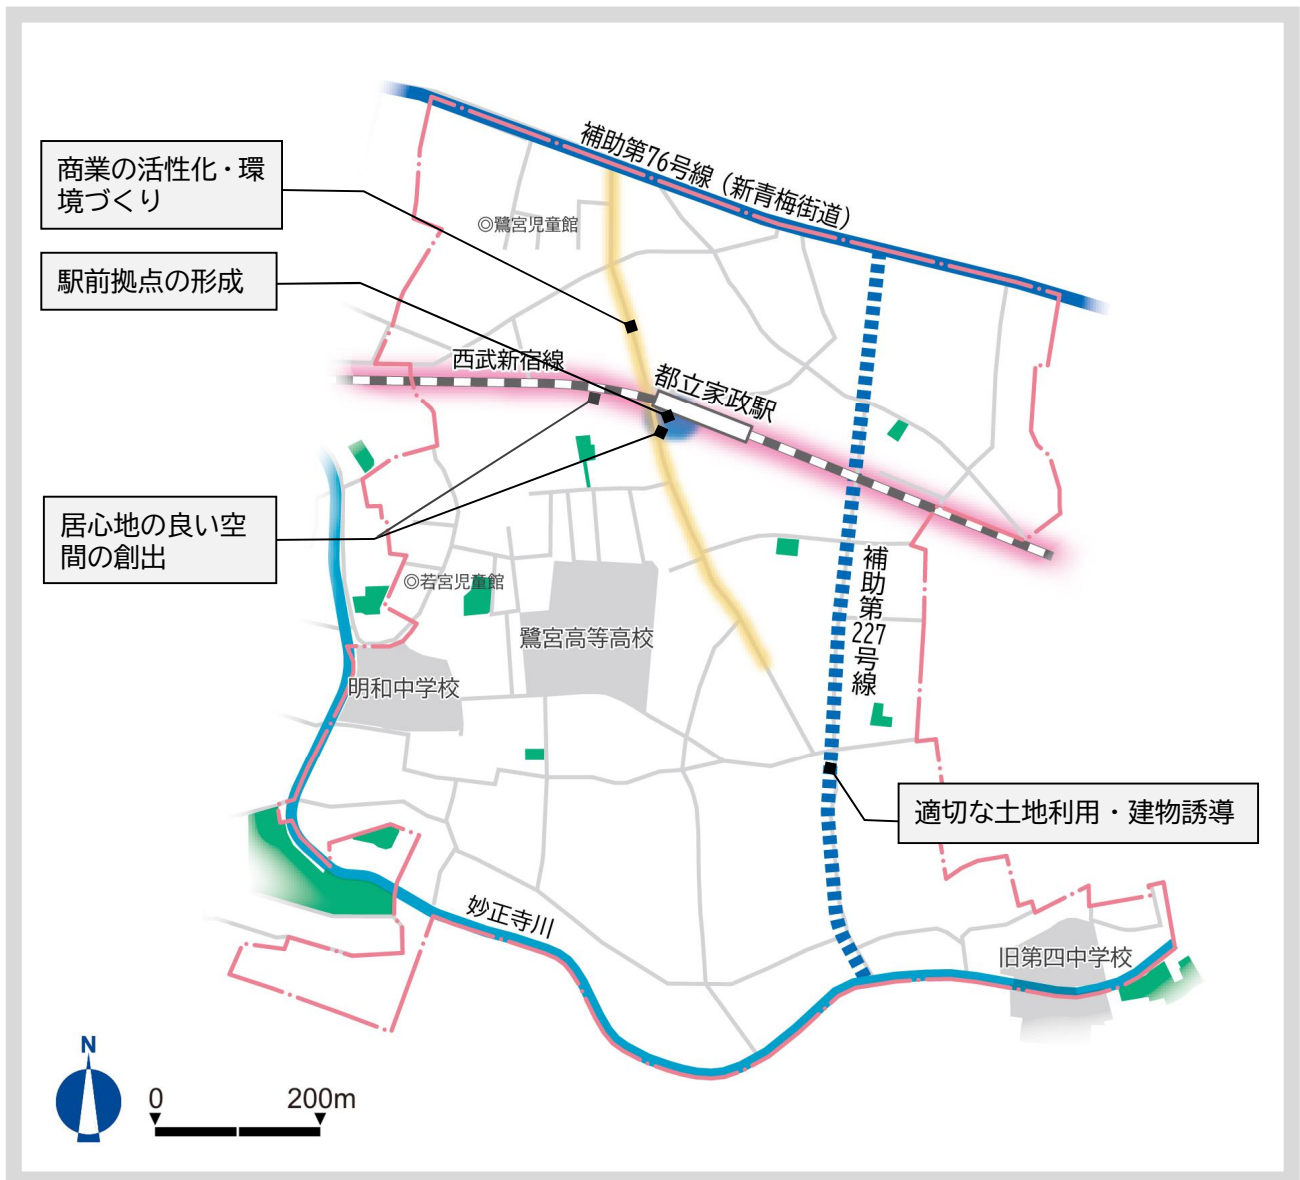 補助第76号線（新青梅街道）
商業の活性化・環
境づくり
◎鷺宮児童館
駅前拠点の形成
西武新宿線
都立家政駅
居心地の良い空
間の創出
補助第227号線
◎若宮児童館
鷺宮高等高校
明和中学校
適切な土地利用・建物誘導
妙正寺川
旧第四中学校
N
0
200m